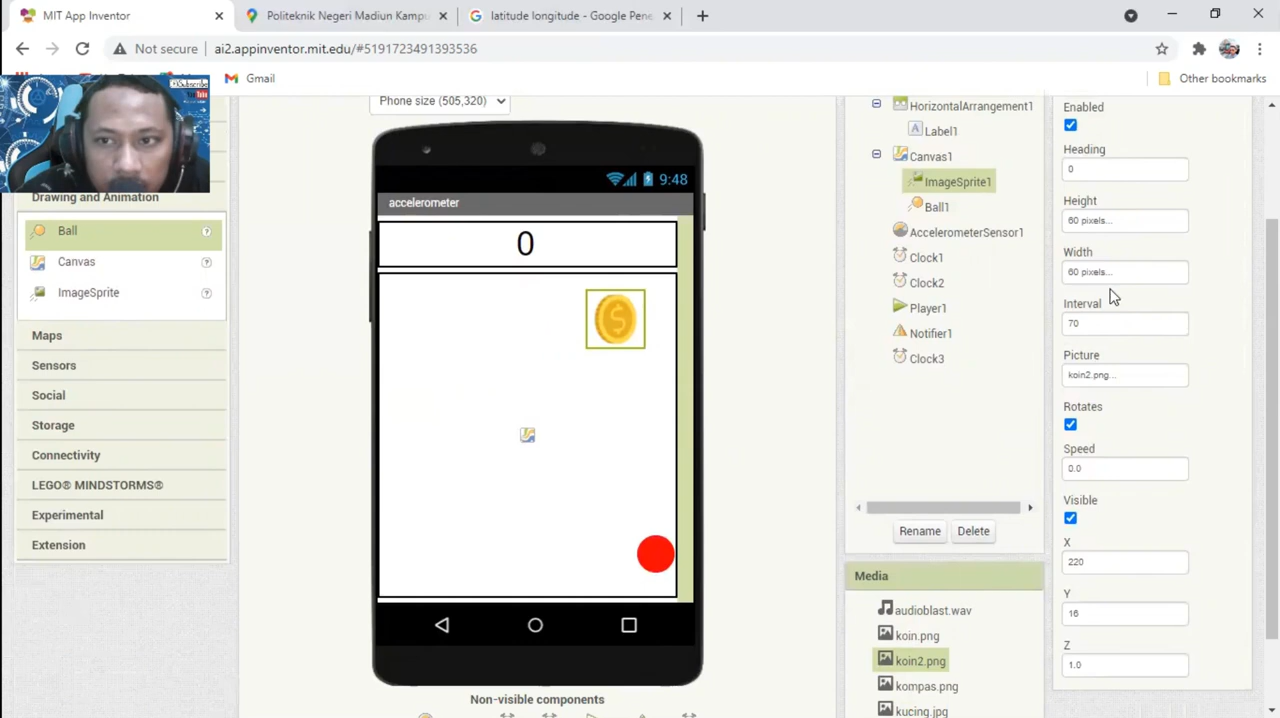 MIT App Inventor
Politeknik Negeri Madiun Kampu
latitude longitude - Google Pene
Not secure
ai2.appinventor.mit.edu/#5191723491393536
Gmail
Other bookmarks
Subscribe
Drawing and Animation
Ball
Canvas
ImageSprite
Maps
Sensors
Social
Storage
Connectivity
LEGO® MINDSTORMS®
Experimental
Extension
Phone size (505,320)
9:48
accelerometer
0
Non-visible components
HorizontalArrangement1
Label1
Canvas1
ImageSprite1
Ball1
AccelerometerSensor1
Clock1
Clock2
Player1
Notifier1
Clock3
Rename
Delete
Media
audioblast.wav
koin.png
koin2.png
kompas.png
kucing.jpg
Enabled
Heading
0
Height
60 pixels...
Width
60 pixels...
Interval
70
Picture
koin2.png...
Rotates
Speed
0.0
Visible
X
220
Y
16
Z
1.0